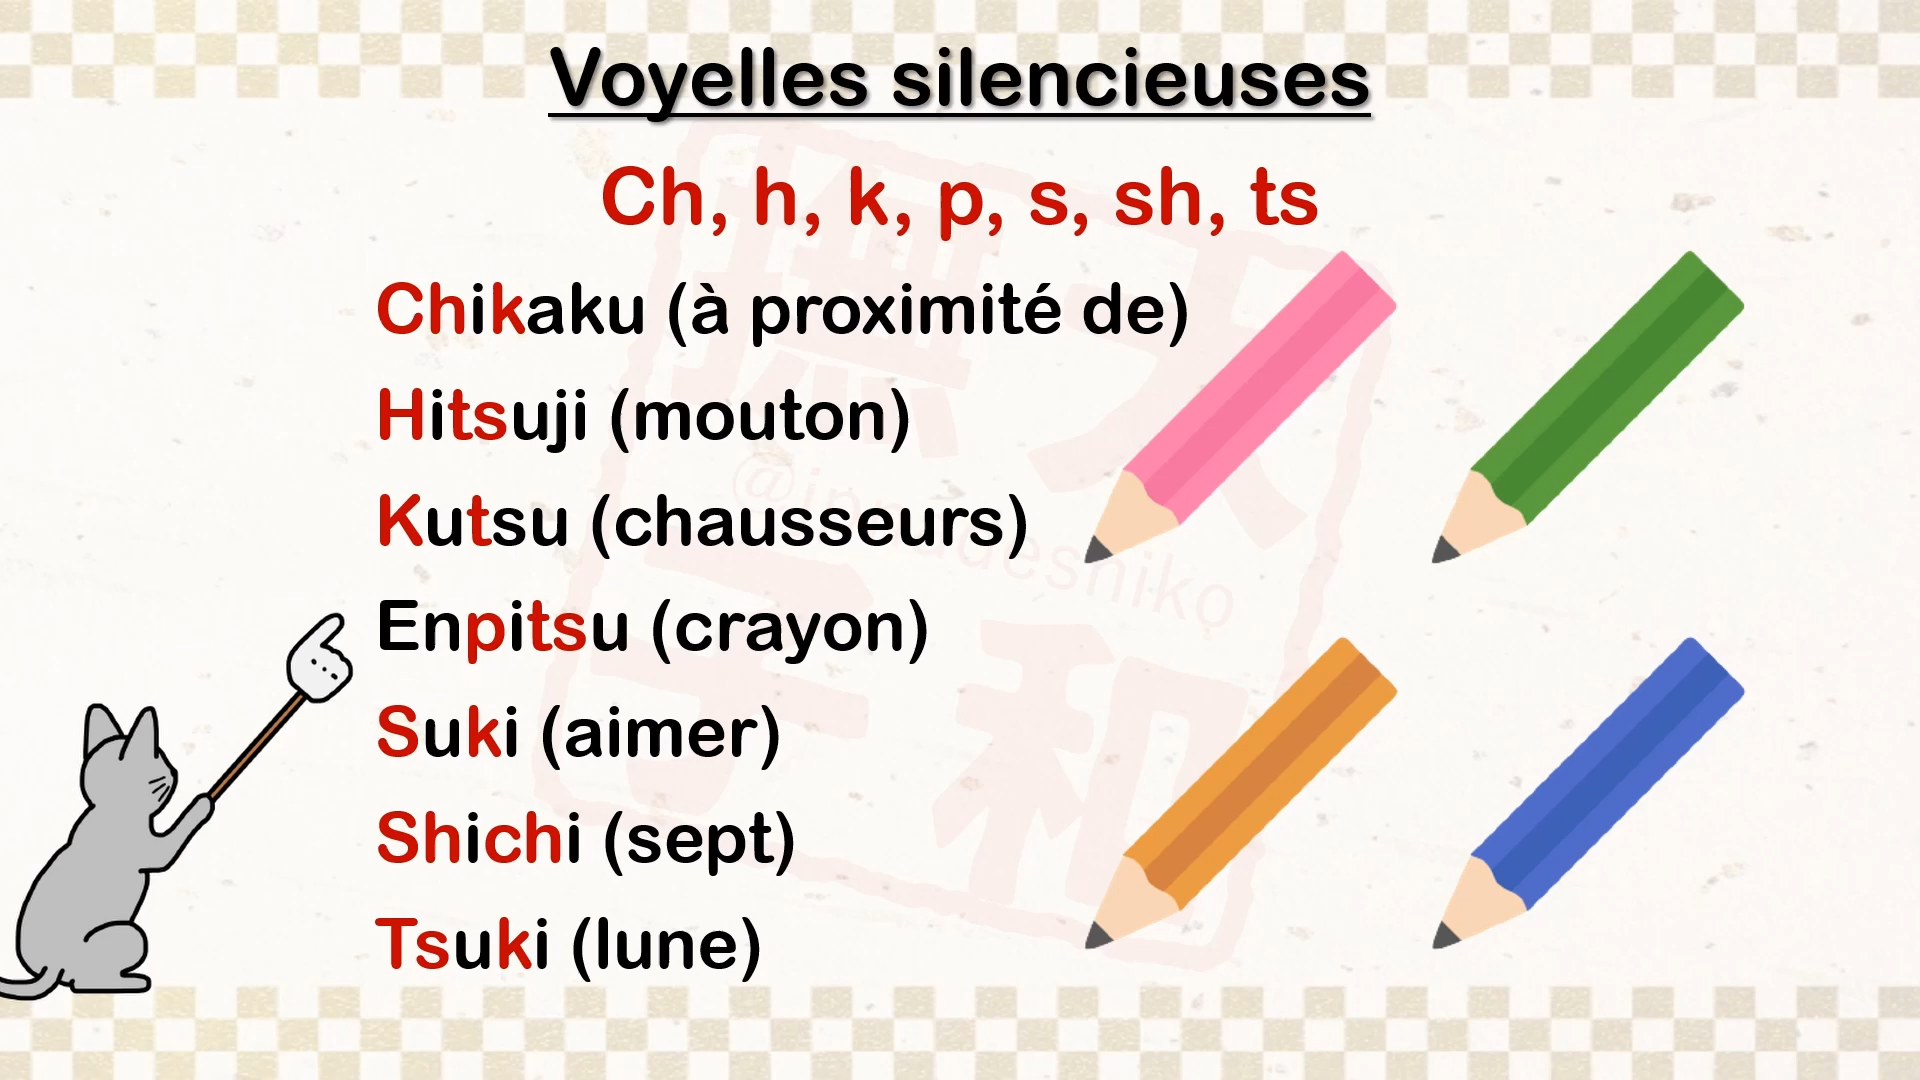 Voyelles silencieuses
Ch, h, k, p, s, sh, ts
Chikaku (à proximité de)
Hitsuji (mouton)
Kutsu (chausseurs)
Enpitsu (crayon)
Suki (aimer)
Shichi (sept)
Tsuki (lune)